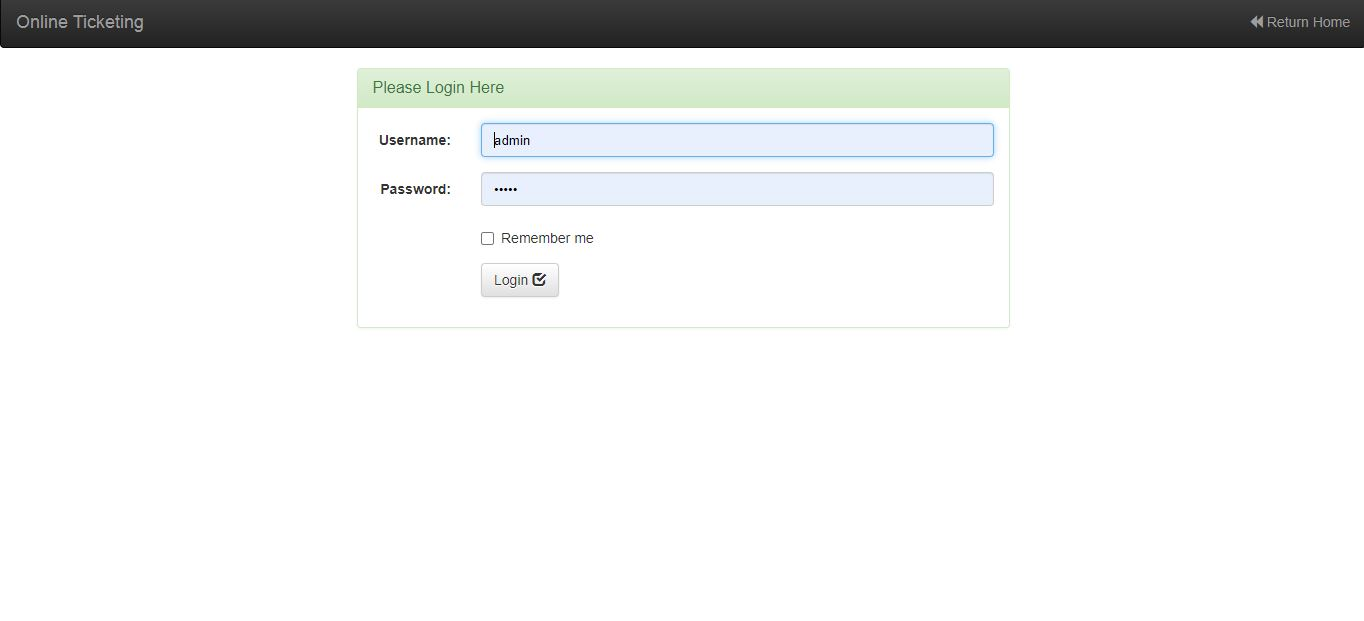 Online Ticketing
Return Home
Please Login Here
Username:
admin
Password:
•••••
Remember me
Login